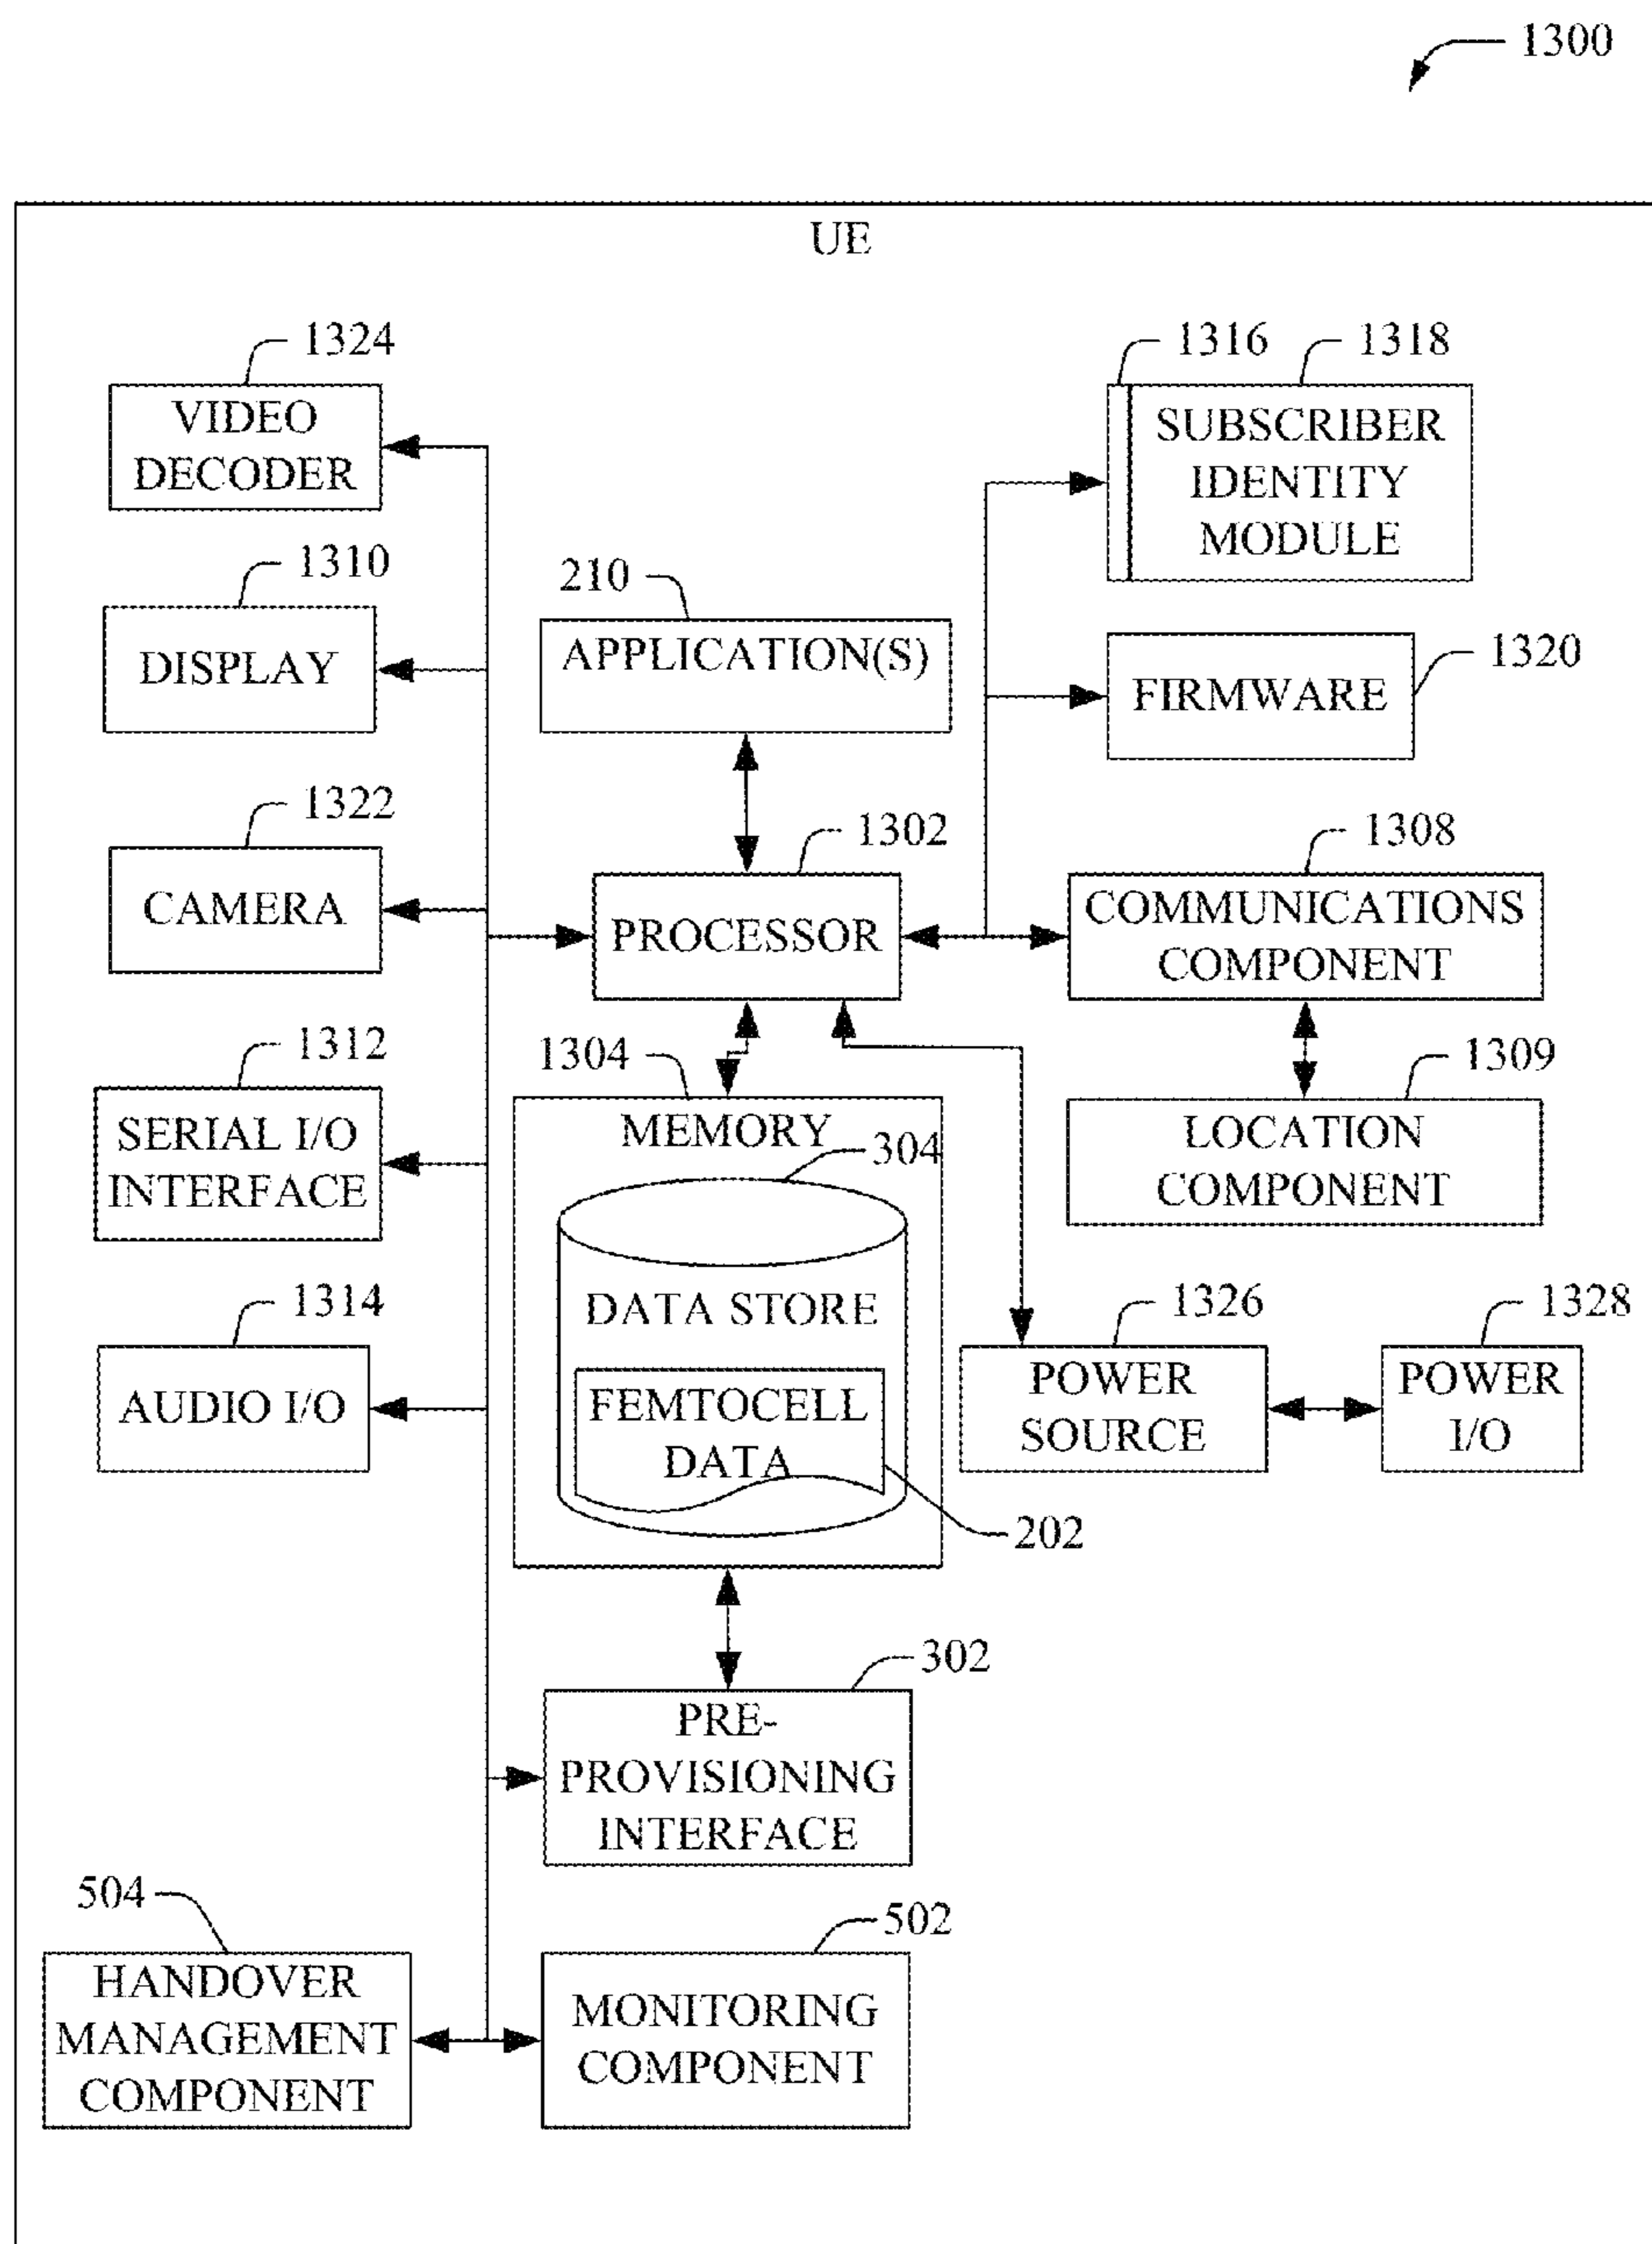 1300
UE
1324
VIDEO
DECODER
1316
1318
SUBSCRIBER
IDENTITY
MODULE
1310
DISPLAY
210
APPLICATION(S)
1320
FIRMWARE
1322
CAMERA
1302
PROCESSOR
1308
COMMUNICATIONS
COMPONENT
1312
SERIAL I/O
INTERFACE
1304
MEMORY
304
DATA STORE
FEMTOCELL
DATA
202
1309
LOCATION
COMPONENT
1314
AUDIO I/O
1326
POWER
SOURCE
1328
POWER
I/O
302
PRE-
PROVISIONING
INTERFACE
504
HANDOVER
MANAGEMENT
COMPONENT
502
MONITORING
COMPONENT